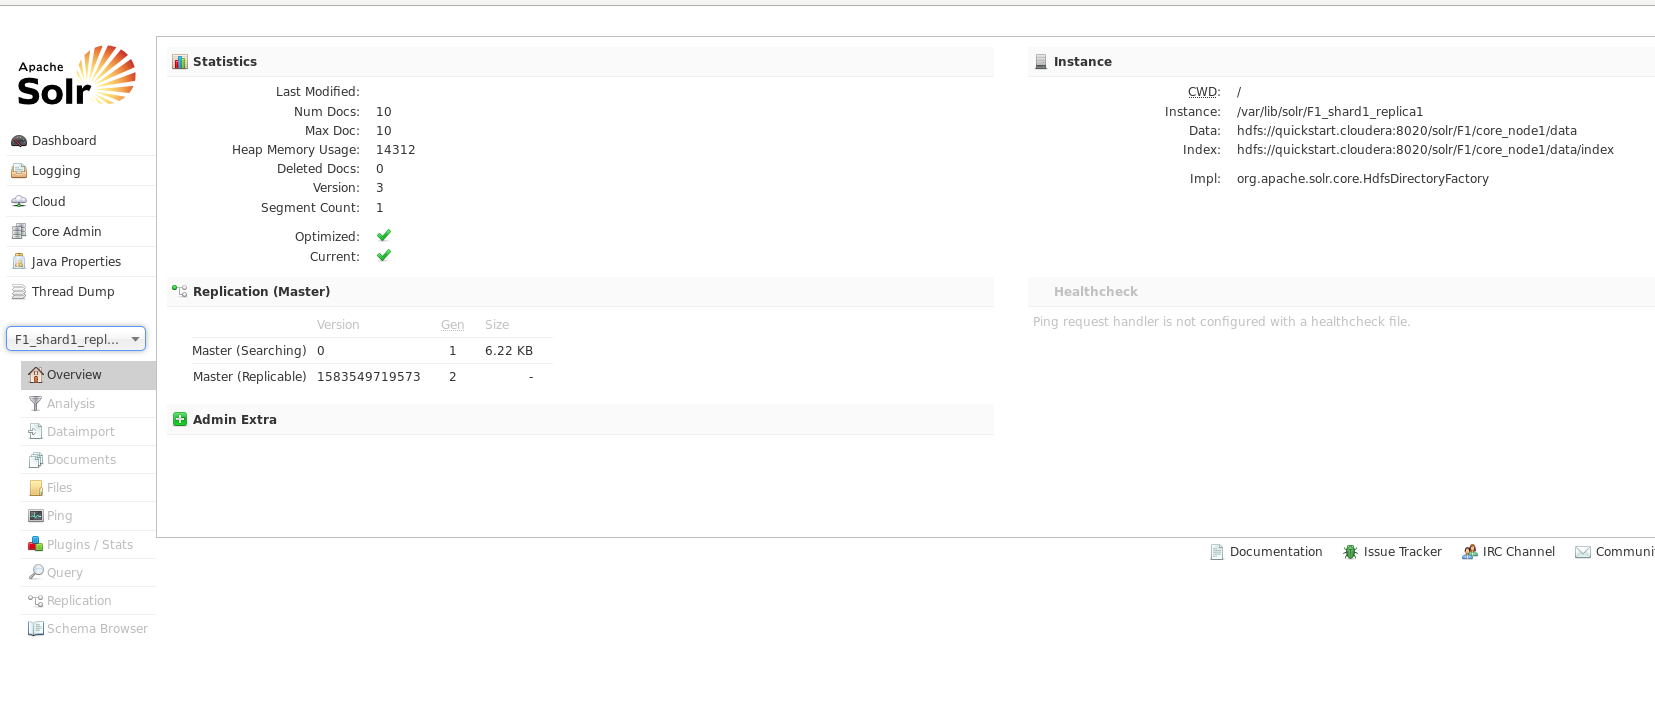 Apache
Solr
Dashboard
Logging
Cloud
Core Admin
Java Properties
Thread Dump
F1_shard1_repl...
Overview
Analysis
Dataimport
Documents
Files
Ping
Plugins / Stats
Query
Replication
Schema Browser
Statistics
Last Modified:
Num Docs: 10
Max Doc: 10
Heap Memory Usage: 14312
Deleted Docs: 0
Version: 3
Segment Count: 1
Optimized:
Current:
Replication (Master)
Version Gen Size
Master (Searching) 0 1 6.22 KB
Master (Replicable) 1583549719573 2 -
Admin Extra
Instance
CWD: /
Instance: /var/lib/solr/F1_shard1_replica1
Data: hdfs://quickstart.cloudera:8020/solr/F1/core_node1/data
Index: hdfs://quickstart.cloudera:8020/solr/F1/core_node1/data/index
Impl: org.apache.solr.core.HdfsDirectoryFactory
Healthcheck
Ping request handler is not configured with a healthcheck file.
Documentation Issue Tracker IRC Channel Communi